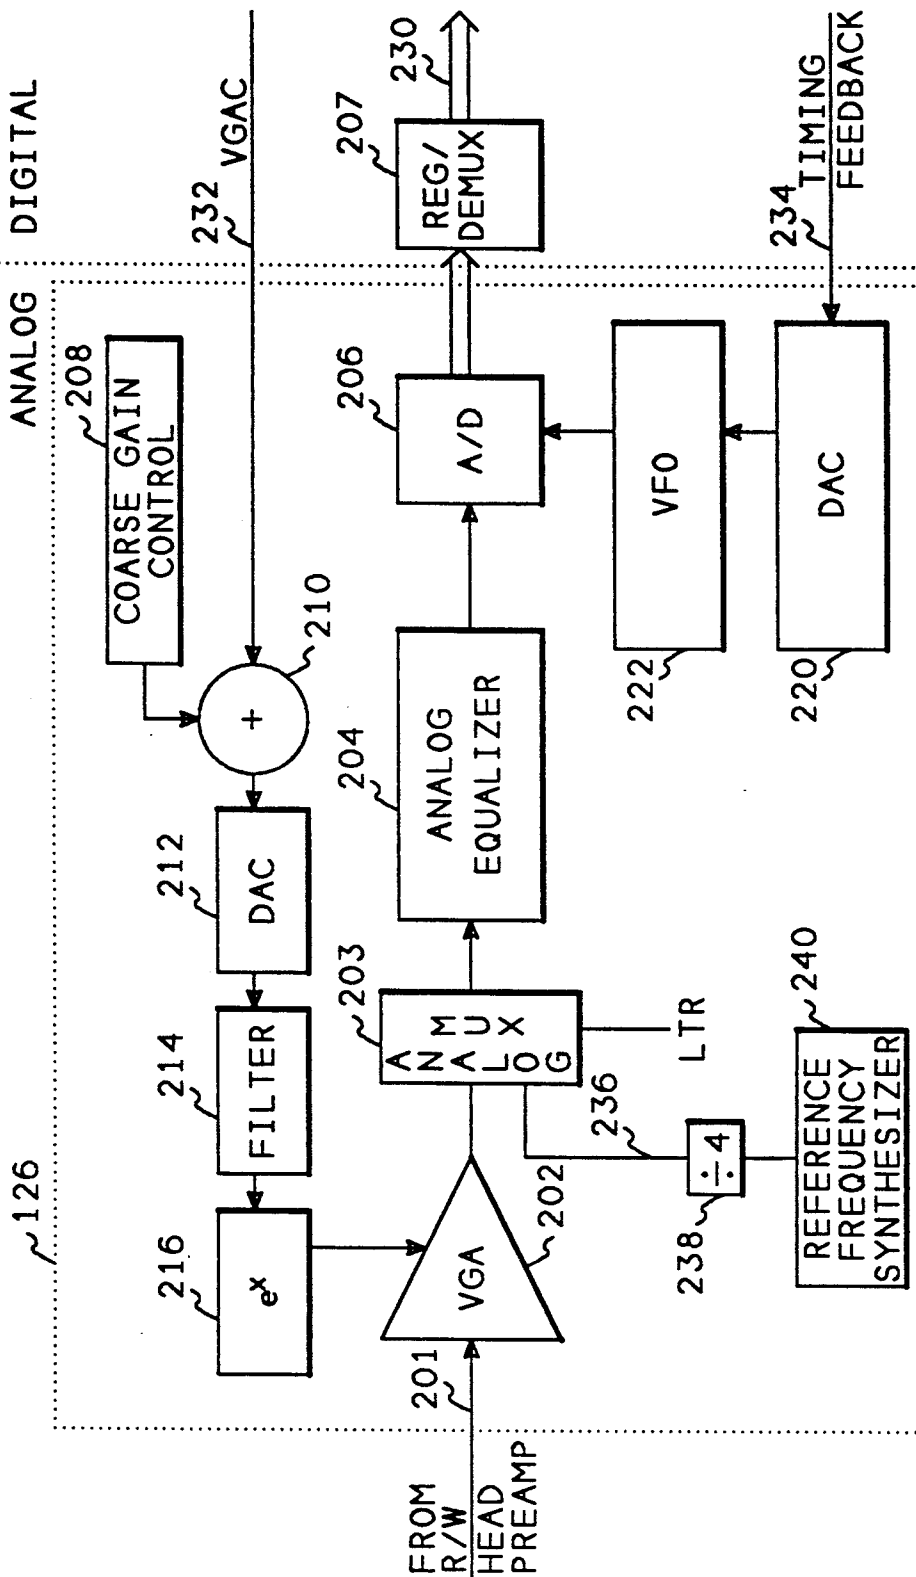 126
ANALOG
DIGITAL
208
COARSE GAIN
CONTROL
232
VGAC
216
e^x
214
FILTER
212
DAC
+
210
FROM
R/W
HEAD
PREAMP
201
VGA
202
203
ANALOG
MUX
LTR
204
ANALOG
EQUALIZER
206
A/D
207
REG/
DEMUX
230
236
238
÷4
240
REFERENCE
FREQUENCY
SYNTHESIZER
222
VFO
220
DAC
234
TIMING
FEEDBACK